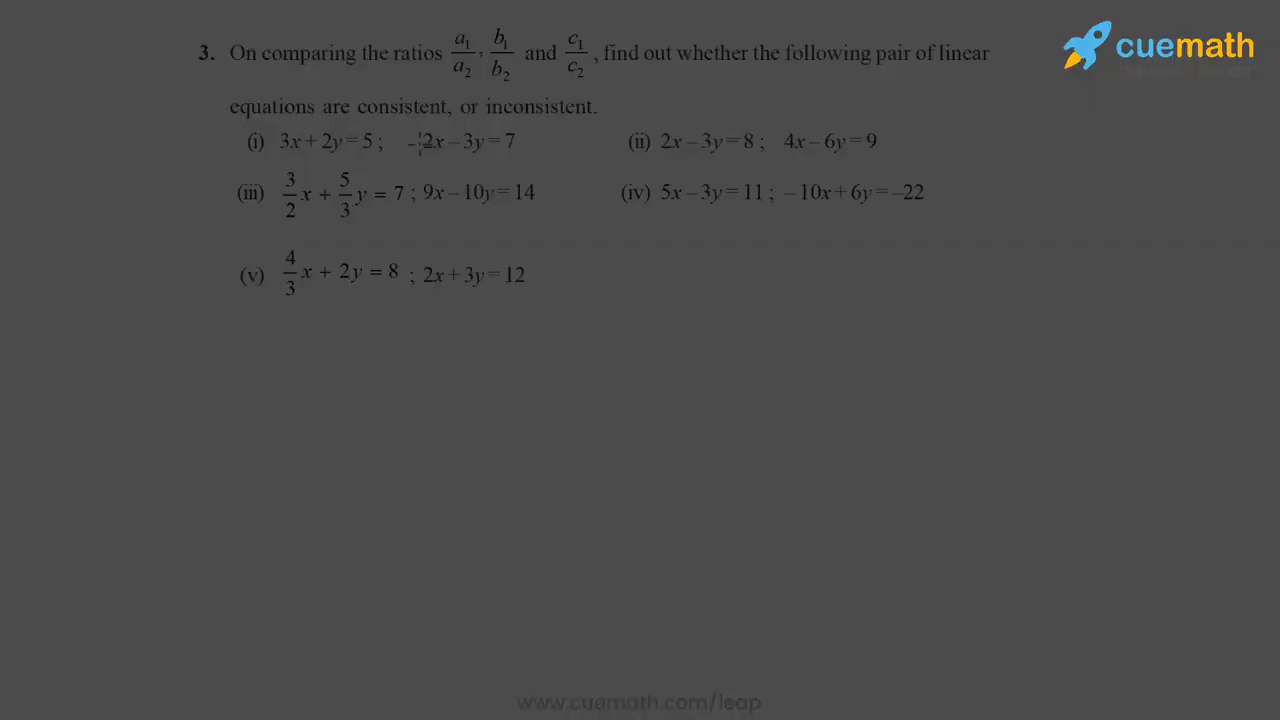 cuemath
3. On comparing the ratios a₁/a₂, b₁/b₂ and c₁/c₂, find out whether the following pair of linear
equations are consistent, or inconsistent.
(i) 3x + 2y = 5 ; 2x – 3y = 7 (ii) 2x – 3y = 8 ; 4x – 6y = 9
(iii) 3/2 x + 5/3 y = 7 ; 9x – 10y = 14 (iv) 5x – 3y = 11 ; – 10x + 6y = –22
(v) 4/3 x + 2y = 8 ; 2x + 3y = 12
www.cuemath.com/leap